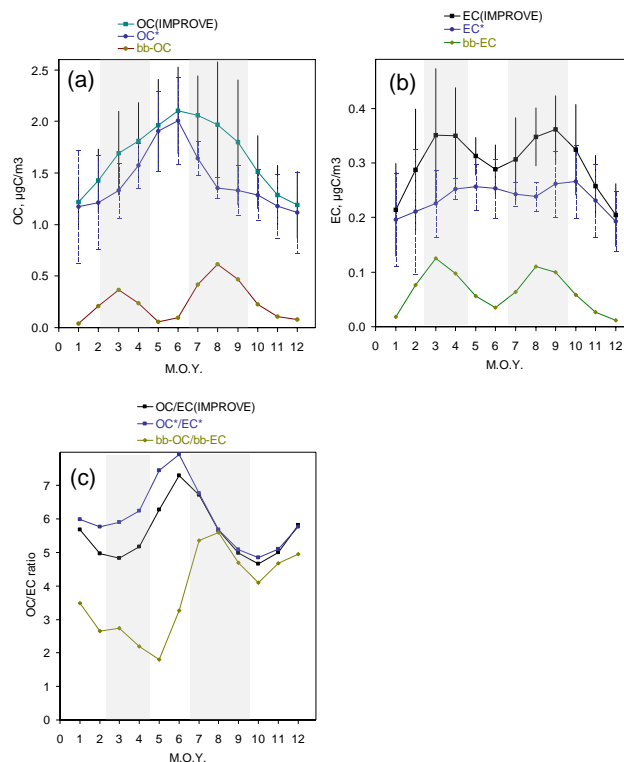 OC(IMPROVE)
OC*
bb-OC
(a)
OC, µgC/m3
2.5
2.0
1.5
1.0
0.5
0.0
0 1 2 3 4 5 6 7 8 9 10 11 12
M.O.Y.
EC(IMPROVE)
EC*
bb-EC
(b)
EC, µgC/m3
0.4
0.3
0.2
0.1
0.0
0 1 2 3 4 5 6 7 8 9 10 11 12
M.O.Y.
OC/EC(IMPROVE)
OC*/EC*
bb-OC/bb-EC
(c)
OC/EC ratio
7
6
5
4
3
2
1
0
0 1 2 3 4 5 6 7 8 9 10 11 12
M.O.Y.